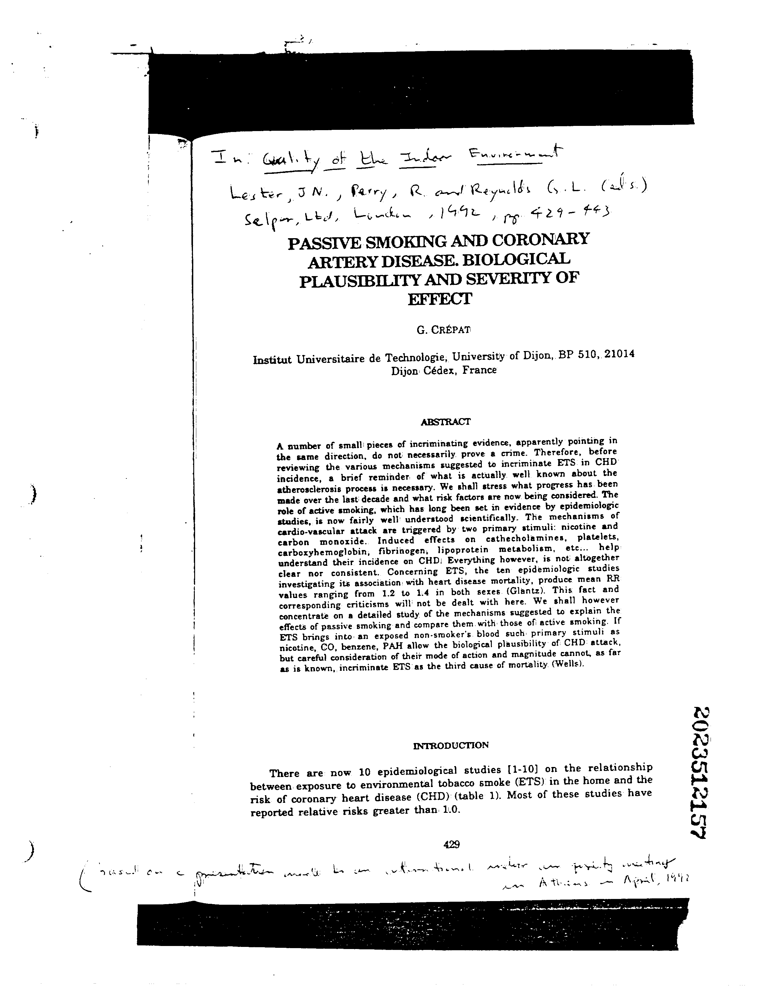 In: Quality of the Indoor Environment
Lester, J N., Perry, R. and Reynolds G. L. (eds.)
Selper, Ltd, London, 1992, pp. 429-443
PASSIVE SMOKING AND CORONARY
ARTERY DISEASE. BIOLOGICAL
PLAUSIBILITY AND SEVERITY OF
EFFECT
G. CRÉPAT
Institut Universitaire de Technologie, University of Dijon, BP 510, 21014
Dijon Cédex, France
ABSTRACT
A number of small pieces of incriminating evidence, apparently pointing in
the same direction, do not necessarily prove a crime. Therefore, before
reviewing the various mechanisms suggested to incriminate ETS in CHD
incidence, a brief reminder of what is actually well known about the
atherosclerosis process is necessary. We shall stress what progress has been
made over the last decade and what risk factors are now being considered. The
role of active smoking, which has long been set in evidence by epidemiologic
studies, is now fairly well understood scientifically. The mechanisms of
cardio-vascular attack are triggered by two primary stimuli: nicotine and
carbon monoxide. Induced effects on cathecholamines, platelets,
carboxyhemoglobin, fibrinogen, lipoprotein metabolism, etc... help
understand their incidence on CHD. Everything however, is not altogether
clear nor consistent. Concerning ETS, the ten epidemiologic studies
investigating its association with heart disease mortality, produce mean RR
values ranging from 1.2 to 1.4 in both sexes (Glantz). This fact and
corresponding criticisms will not be dealt with here. We shall however
concentrate on a detailed study of the mechanisms suggested to explain the
effects of passive smoking and compare them with those of active smoking. If
ETS brings into an exposed non-smoker's blood such primary stimuli as
nicotine, CO, benzene, PAH allow the biological plausibility of CHD attack,
but careful consideration of their mode of action and magnitude cannot, as far
as is known, incriminate ETS as the third cause of mortality (Wells).
INTRODUCTION
There are now 10 epidemiological studies [1-10] on the relationship
between exposure to environmental tobacco smoke (ETS) in the home and the
risk of coronary heart disease (CHD) (table 1). Most of these studies have
reported relative risks greater than 1.0.
429
(based on a presentation made to an international meeting
in Athens in April, 1992
2023512157